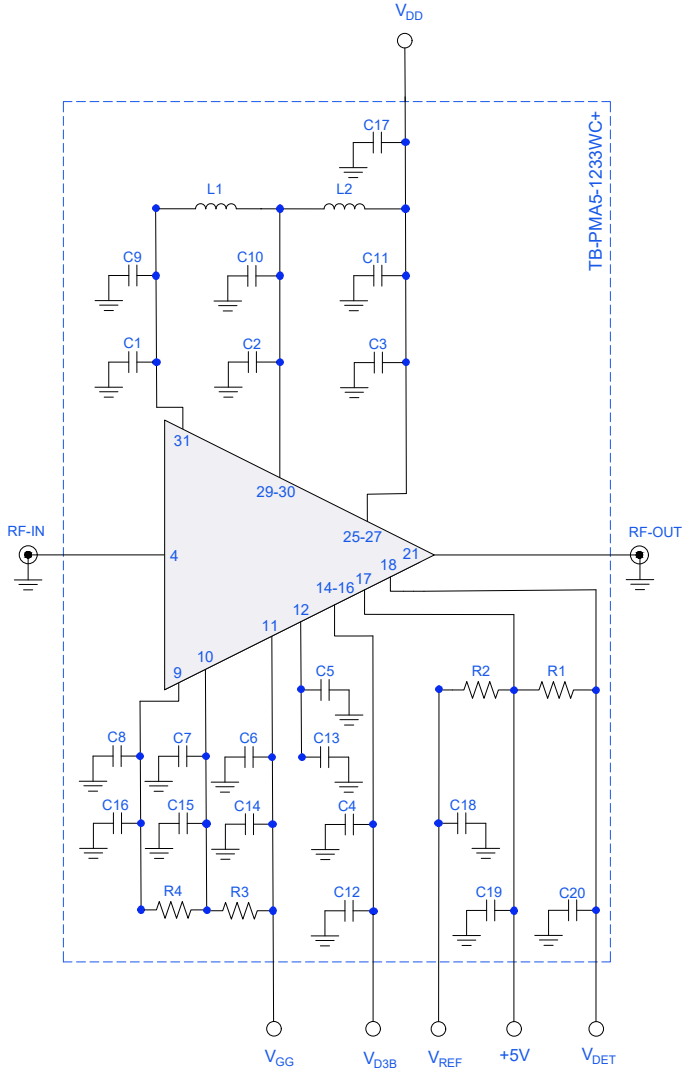 VDD
TB-PMA5-1233WC+
C17
L1
L2
C9
C10
C11
C1
C2
C3
31
29-30
25-27
RF-IN
4
21
RF-OUT
18
17
14-16
12
11
10
9
C5
R2
R1
C8
C7
C6
C13
C16
C15
C14
C4
C18
R4
R3
C12
C19
C20
VGG
VD3B
VREF
+5V
VDET